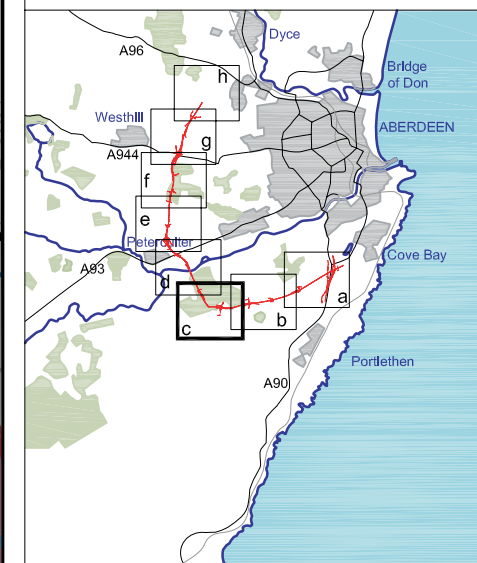 Dyce
A96
Bridge
of Don
h
Westhill
ABERDEEN
g
A944
f
e
Peterculter
Cove Bay
A93
d
a
b
c
Portlethen
A90